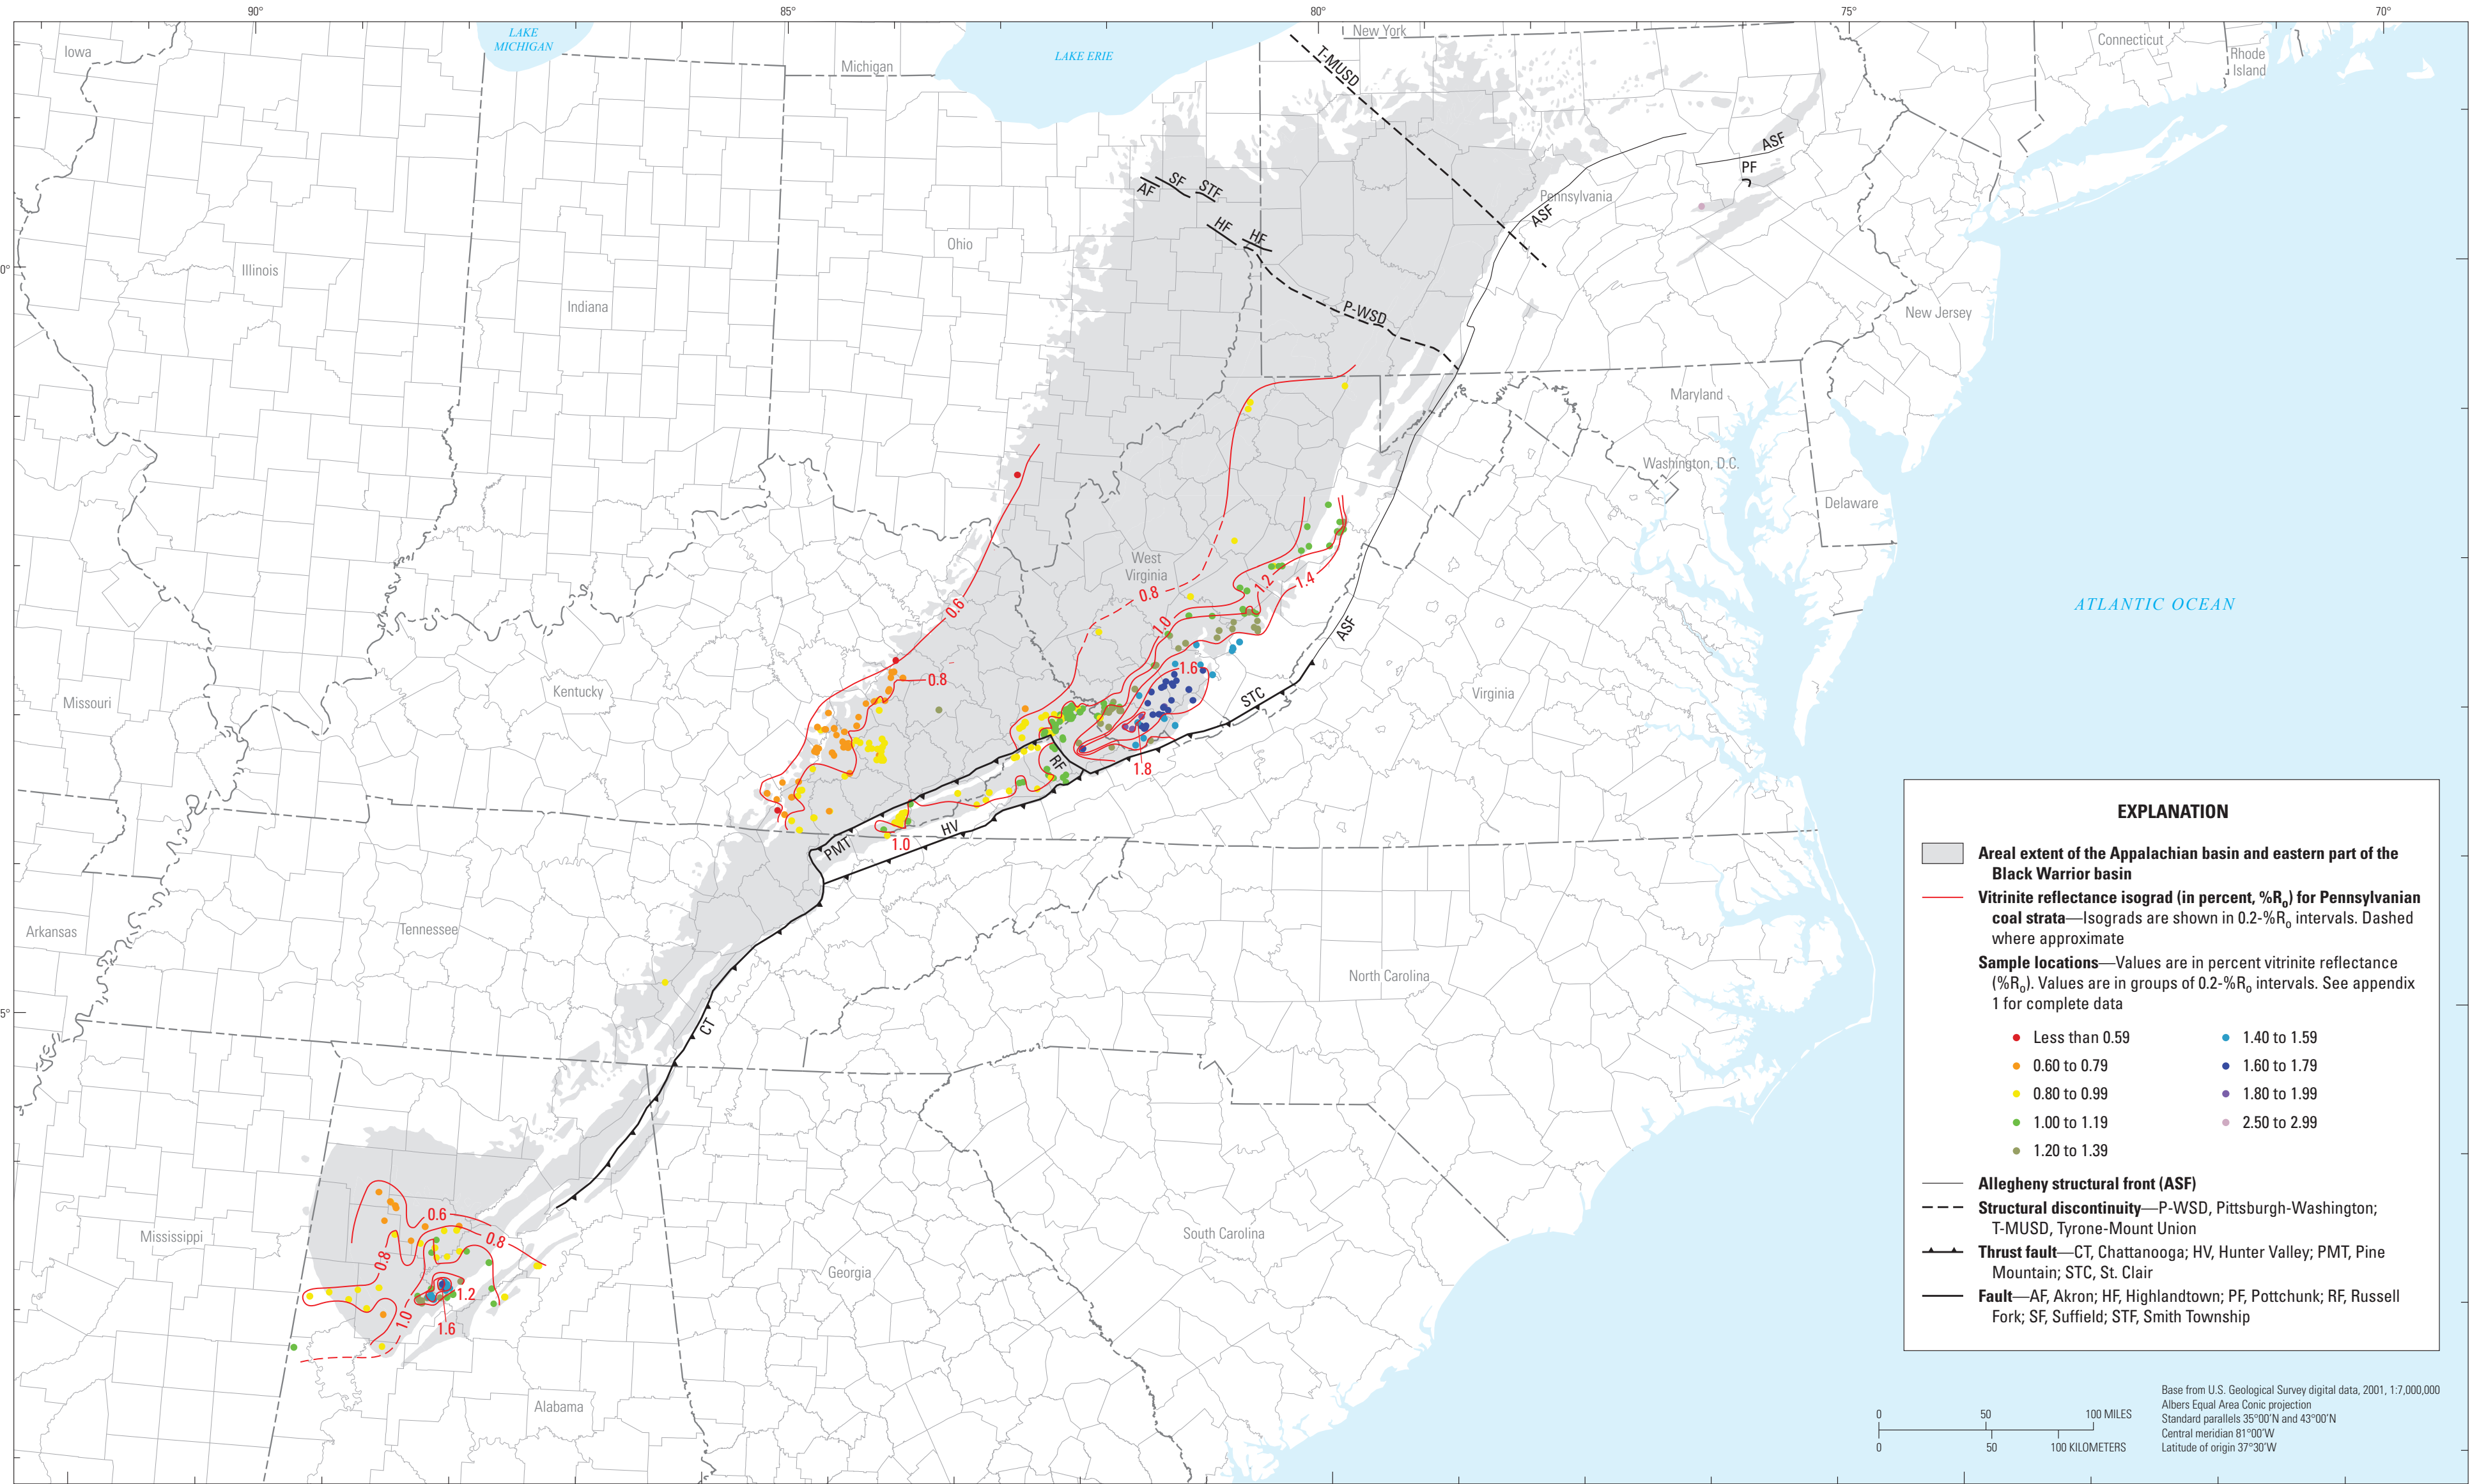 90°
85°
80°
75°
70°
Iowa
LAKE
MICHIGAN
Michigan
LAKE ERIE
New York
T-MUSD
Connecticut
Rhode
Island
ASF
PF
AF
SF
STF
Pennsylvania
ASF
HF
HF
Ohio
0°
Illinois
Indiana
P-WSD
New Jersey
Maryland
Washington, D.C.
Delaware
West
Virginia
0.8
1.2
1.4
0.6
1.0
ATLANTIC OCEAN
ASF
1.6
0.8
Kentucky
Missouri
STC
Virginia
RF
1.8
HV
PMT
1.0
Arkansas
Tennessee
North Carolina
5°
CT
0.6
0.8
Mississippi
0.8
South Carolina
Georgia
1.2
1.0
1.6
Alabama
EXPLANATION
Areal extent of the Appalachian basin and eastern part of the
Black Warrior basin
Vitrinite reflectance isograd (in percent, %Ro) for Pennsylvanian
coal strata—Isograds are shown in 0.2-%Ro intervals. Dashed
where approximate
Sample locations—Values are in percent vitrinite reflectance
(%Ro). Values are in groups of 0.2-%Ro intervals. See appendix
1 for complete data
Less than 0.59
0.60 to 0.79
0.80 to 0.99
1.00 to 1.19
1.20 to 1.39
1.40 to 1.59
1.60 to 1.79
1.80 to 1.99
2.50 to 2.99
Allegheny structural front (ASF)
Structural discontinuity—P-WSD, Pittsburgh-Washington;
T-MUSD, Tyrone-Mount Union
Thrust fault—CT, Chattanooga; HV, Hunter Valley; PMT, Pine
Mountain; STC, St. Clair
Fault—AF, Akron; HF, Highlandtown; PF, Pottchunk; RF, Russell
Fork; SF, Suffield; STF, Smith Township
0 50 100 MILES
0 50 100 KILOMETERS
Base from U.S. Geological Survey digital data, 2001, 1:7,000,000
Albers Equal Area Conic projection
Standard parallels 35°00'N and 43°00'N
Central meridian 81°00'W
Latitude of origin 37°30'W